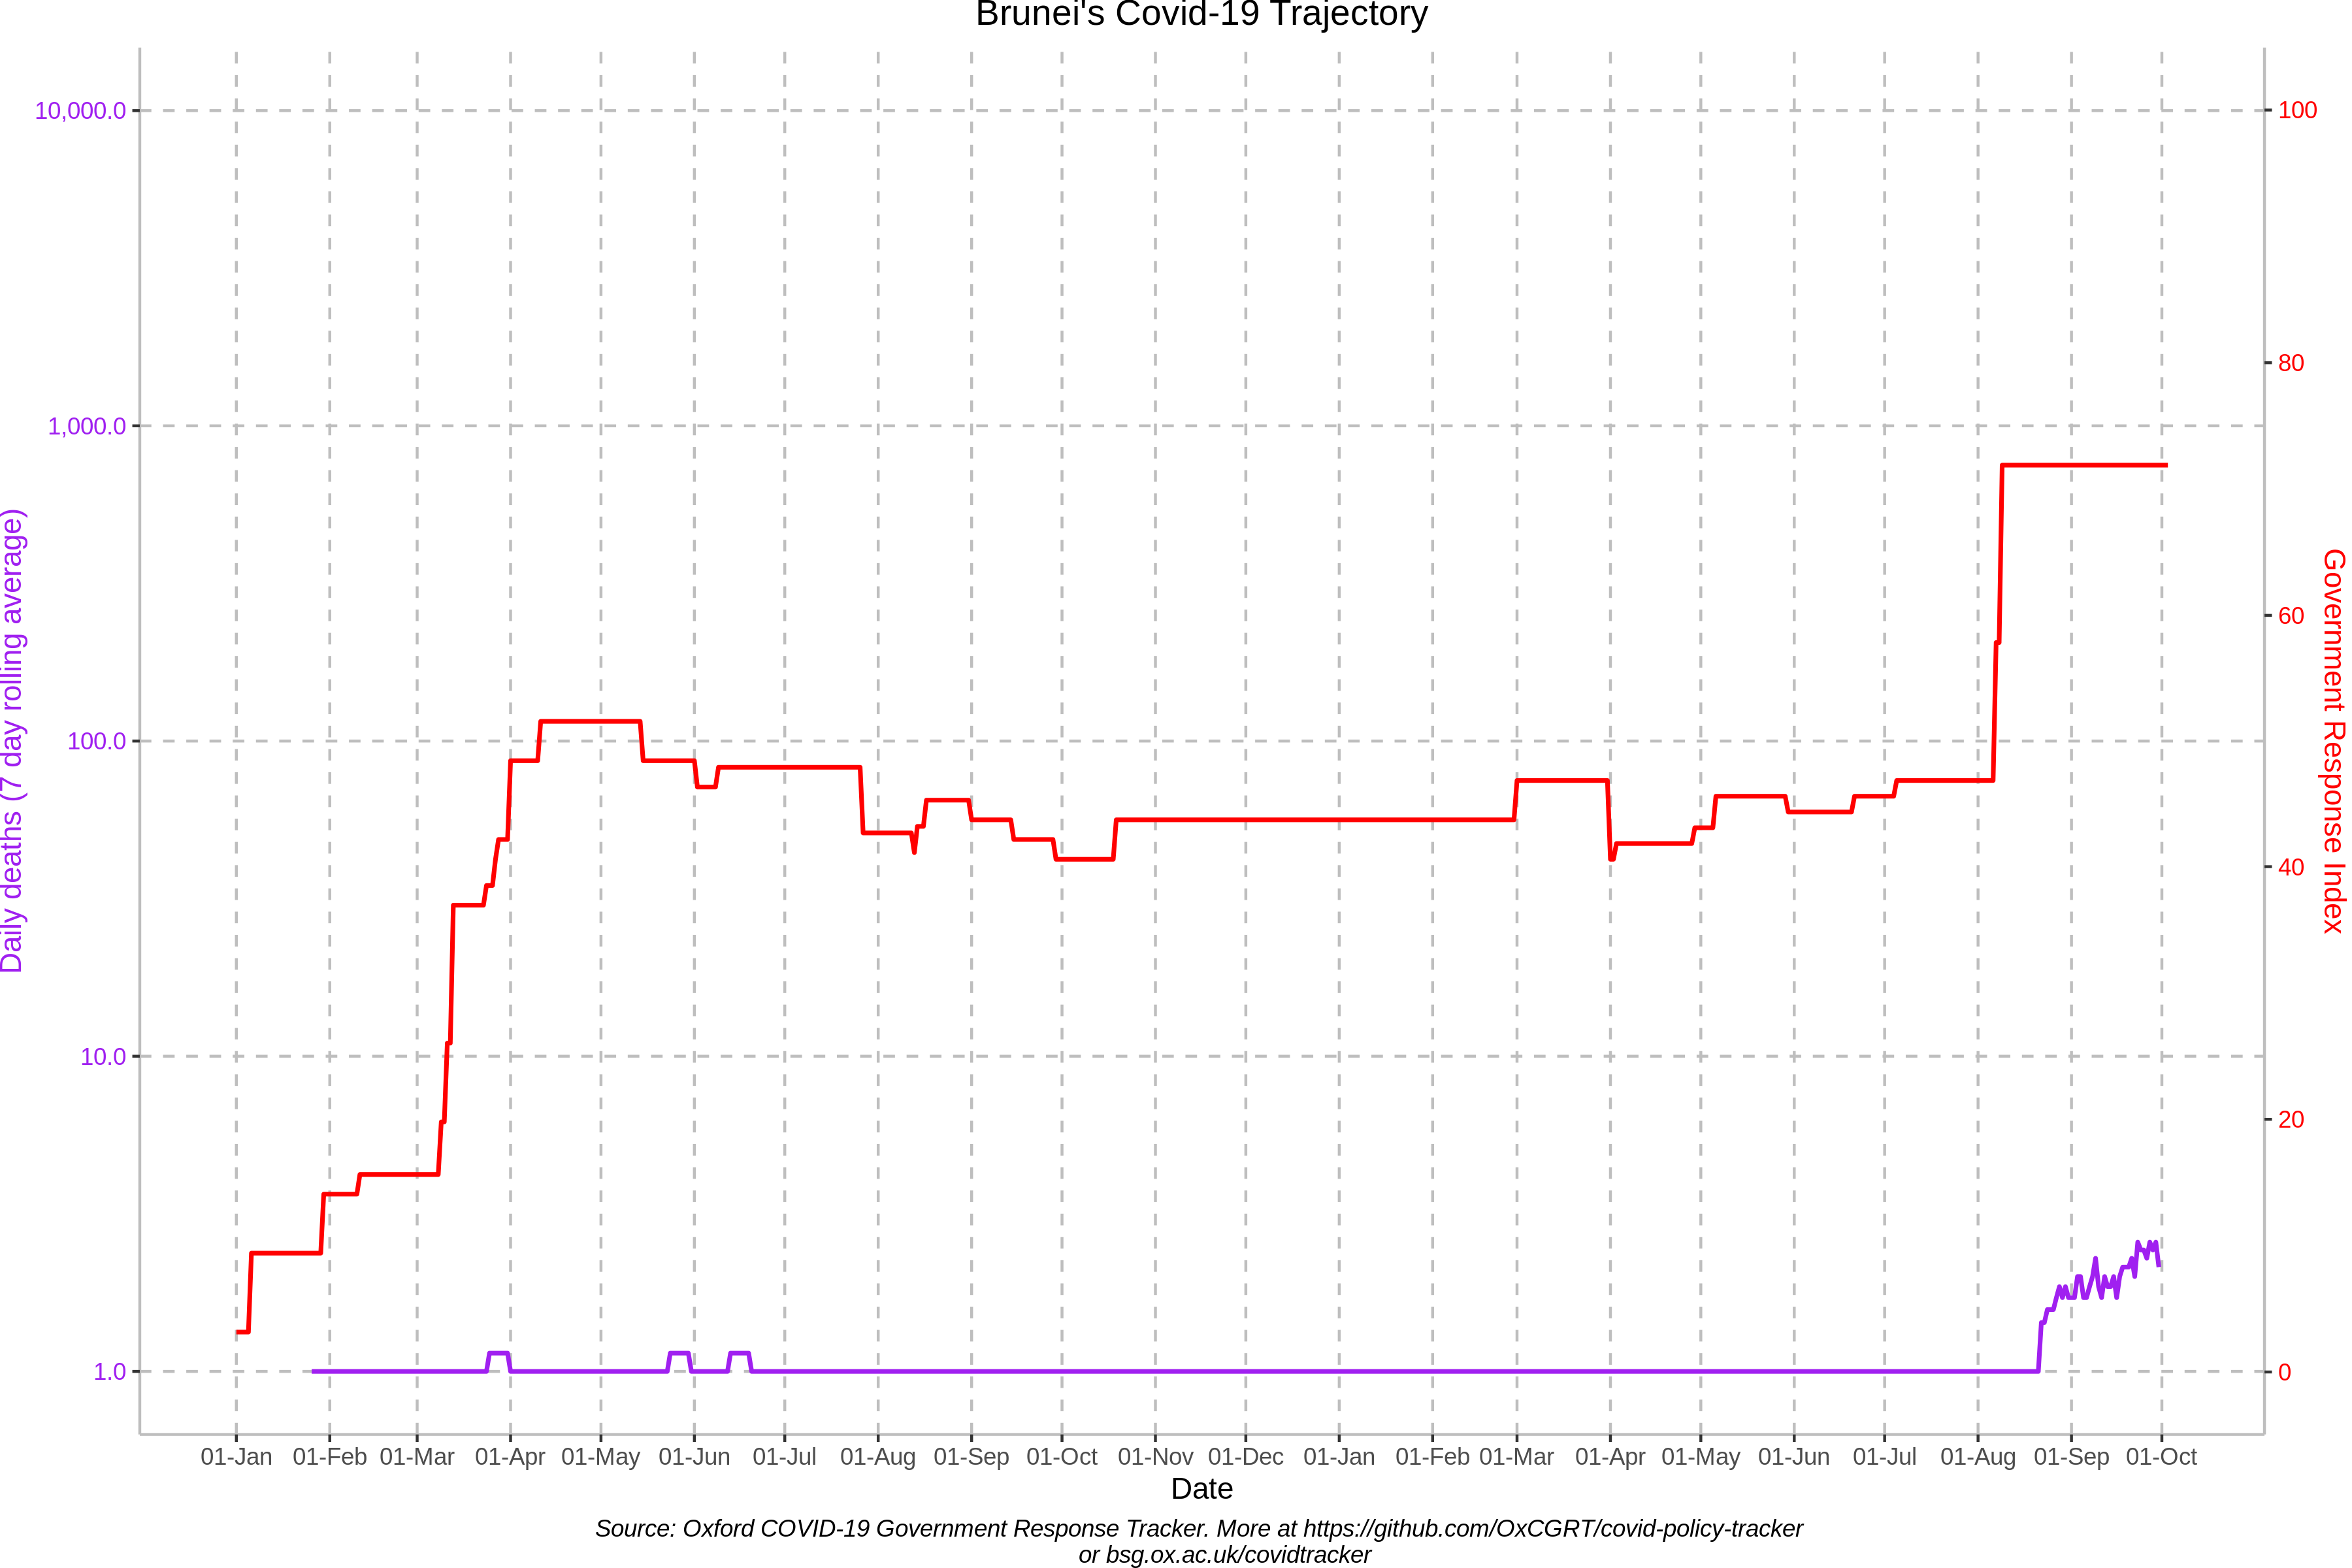 Brunei's Covid-19 Trajectory
10,000.0
1,000.0
100.0
10.0
1.0
Daily deaths (7 day rolling average)
100
80
60
40
20
0
Government Response Index
01-Jan 01-Feb 01-Mar 01-Apr 01-May 01-Jun 01-Jul 01-Aug 01-Sep 01-Oct 01-Nov 01-Dec 01-Jan 01-Feb 01-Mar 01-Apr 01-May 01-Jun 01-Jul 01-Aug 01-Sep 01-Oct
Date
Source: Oxford COVID-19 Government Response Tracker. More at https://github.com/OxCGRT/covid-policy-tracker
or bsg.ox.ac.uk/covidtracker